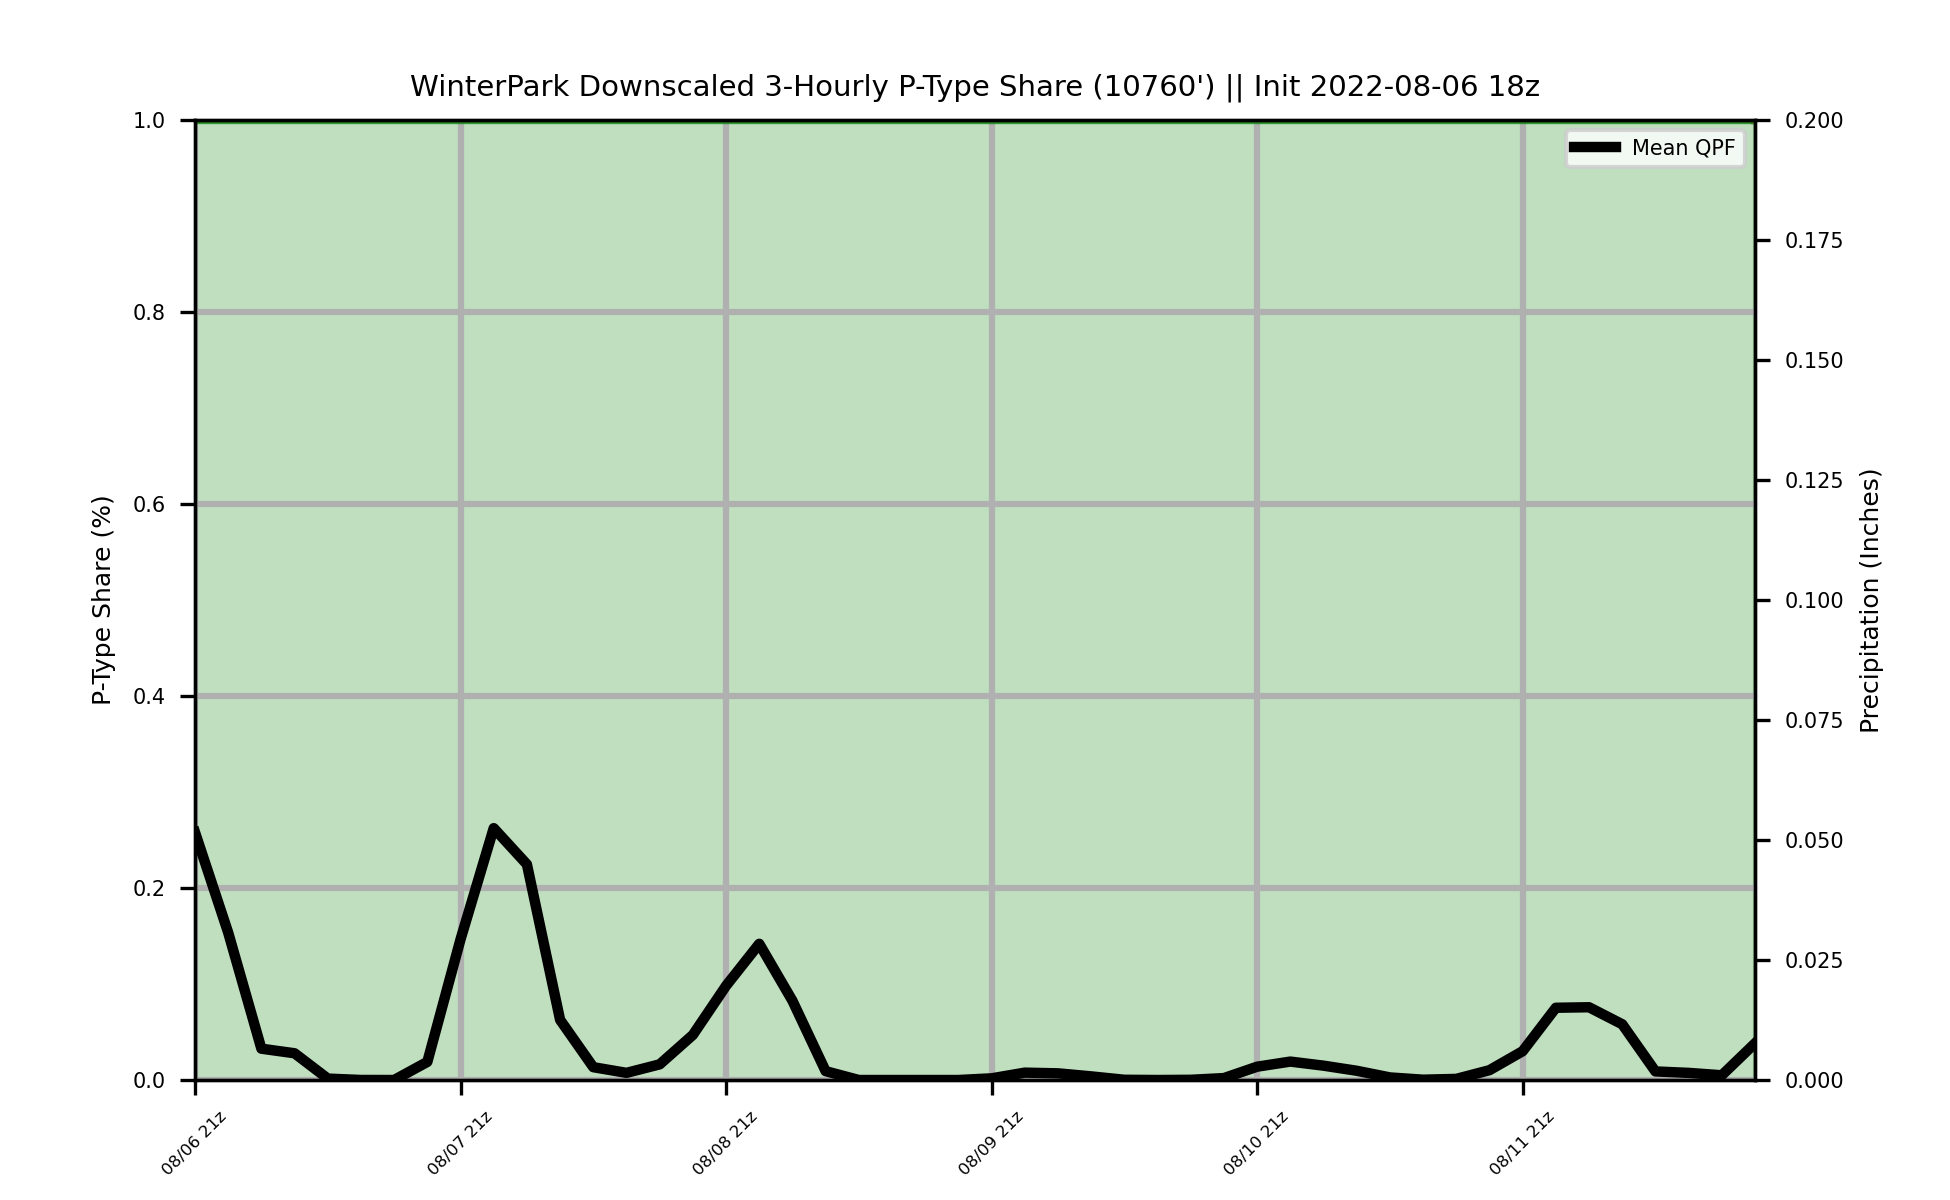 WinterPark Downscaled 3-Hourly P-Type Share (10760') || Init 2022-08-06 18z
Mean QPF
P-Type Share (%)
1.0
0.8
0.6
0.4
0.2
0.0
0.200
0.175
0.150
0.125
0.100
0.075
0.050
0.025
0.000
Precipitation (Inches)
08/06 21z
08/07 21z
08/08 21z
08/09 21z
08/10 21z
08/11 21z